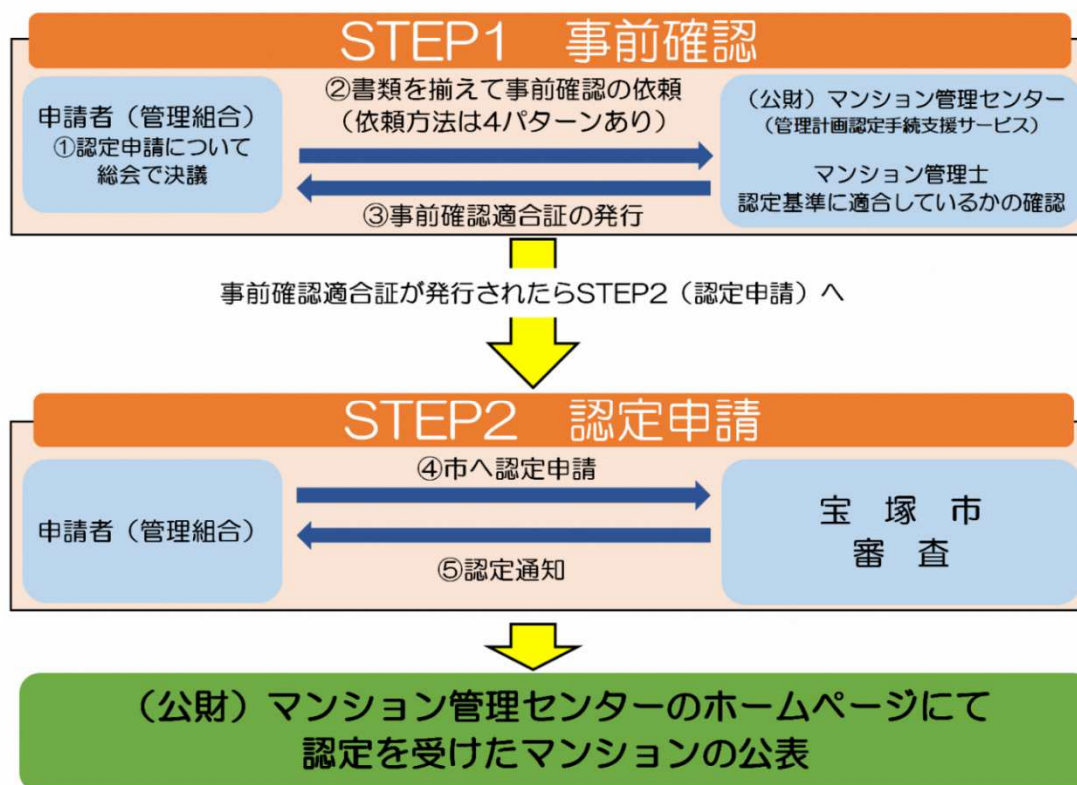 STEP1 事前確認
申請者（管理組合）
①認定申請について
総会で決議
②書類を揃えて事前確認の依頼
（依頼方法は4パターンあり）
③事前確認適合証の発行
（公財）マンション管理センター
（管理計画認定手続支援サービス）
マンション管理士
認定基準に適合しているかの確認
事前確認適合証が発行されたらSTEP2（認定申請）へ
STEP2 認定申請
申請者（管理組合）
④市へ認定申請
⑤認定通知
宝 塚 市
審 査
（公財）マンション管理センターのホームページにて
認定を受けたマンションの公表